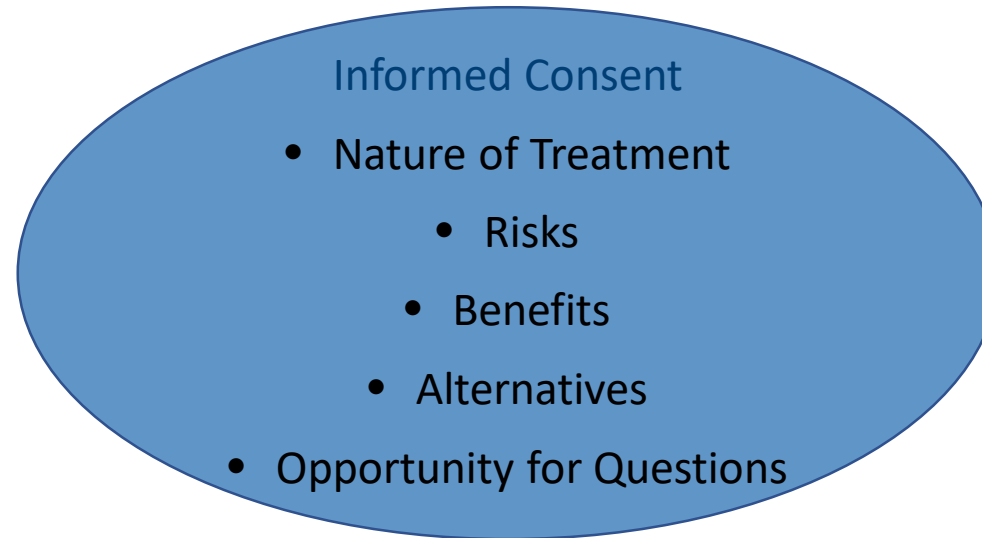 Informed Consent
• Nature of Treatment
• Risks
• Benefits
• Alternatives
• Opportunity for Questions